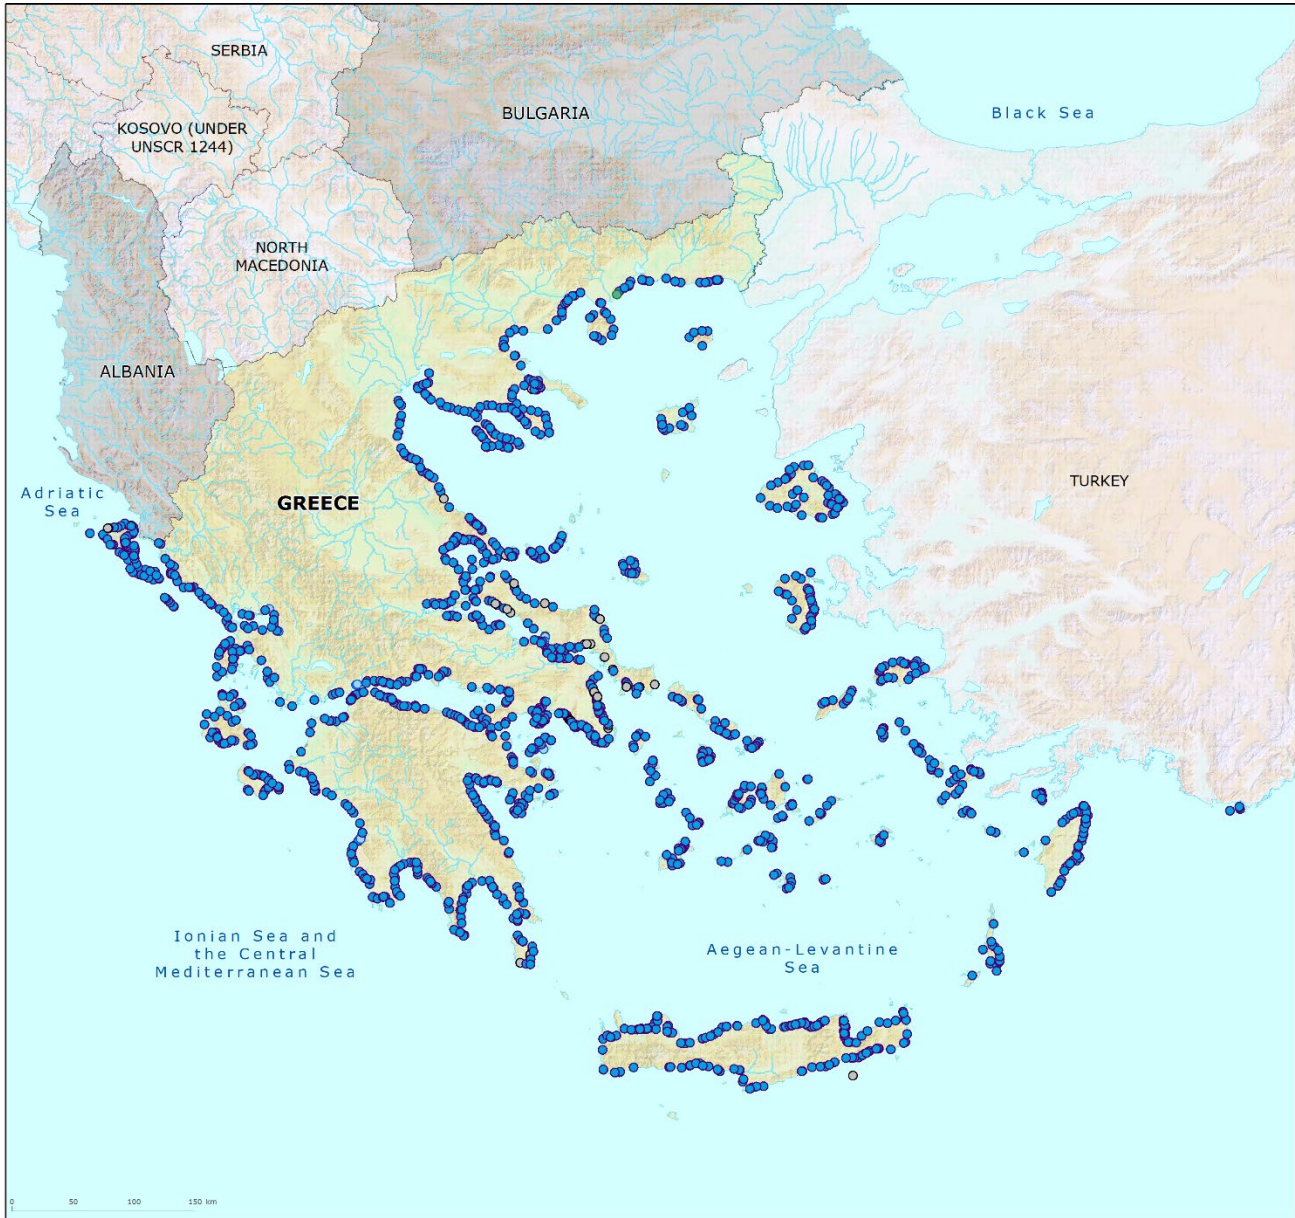 SERBIA
BULGARIA
Black Sea
KOSOVO (UNDER
UNSCR 1244)
NORTH
MACEDONIA
ALBANIA
TURKEY
Adriatic
Sea
GREECE
Ionian Sea and
the Central
Mediterranean Sea
Aegean-Levantine
Sea
0 50 100 150 km